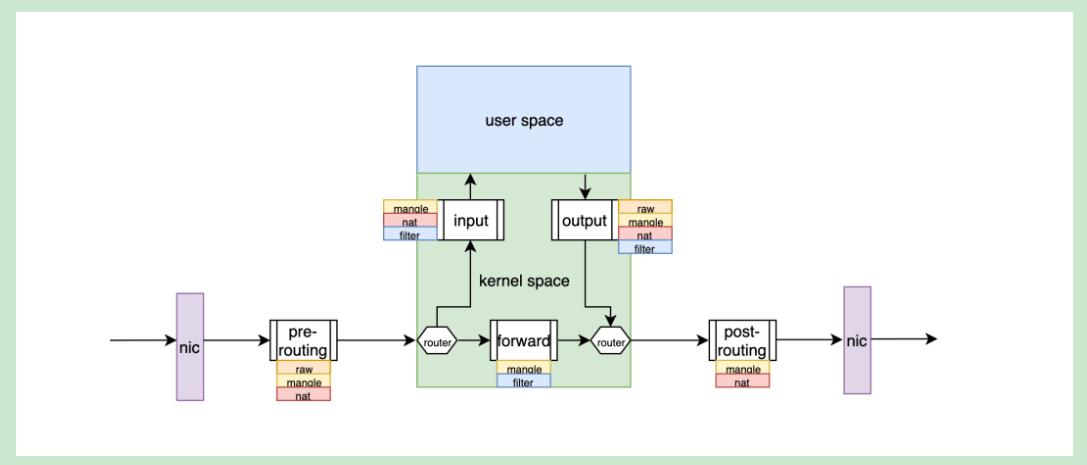 user space
mangle
nat
filter
input
output
raw
mangle
nat
filter
kernel space
nic
pre-
routing
raw
mangle
nat
router
forward
mangle
filter
router
post-
routing
mangle
nat
nic